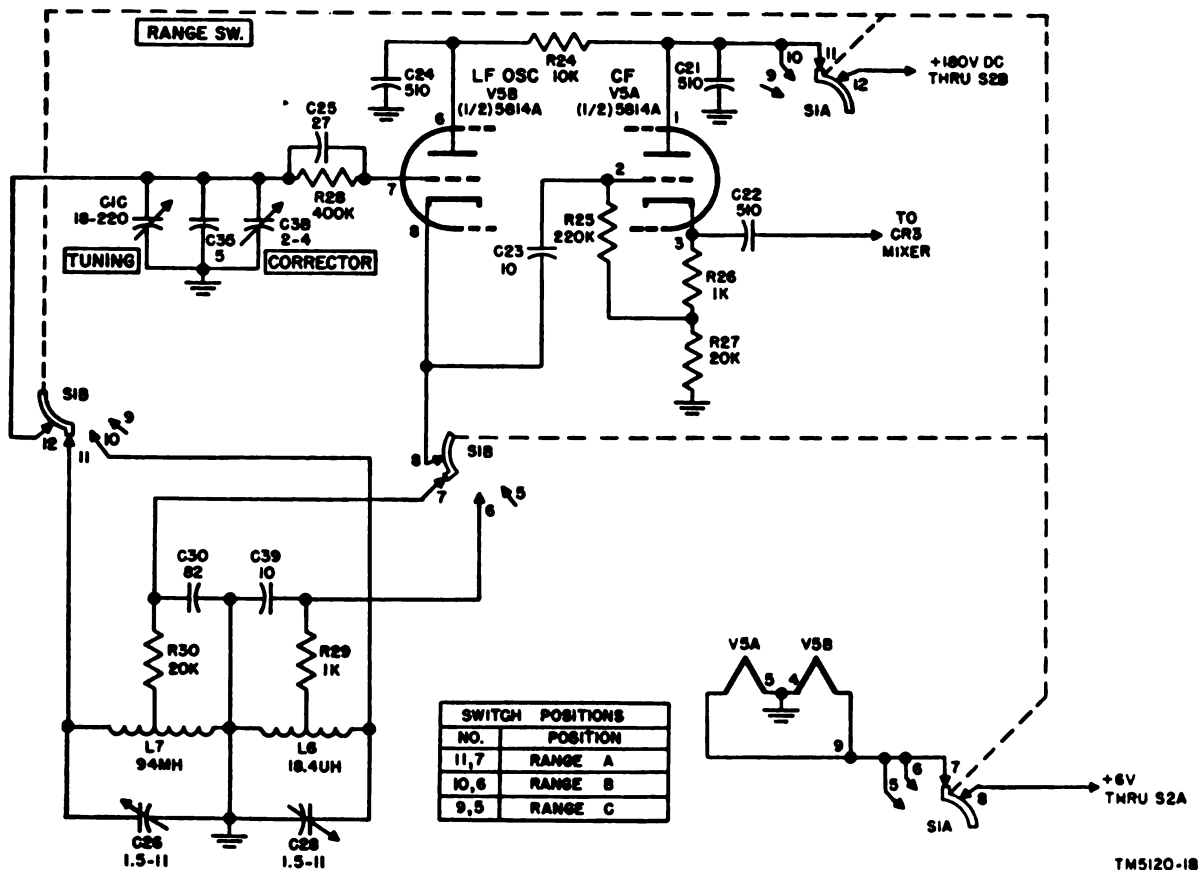 RANGE SW.
C24
510
R24
10K
LF OSC
V5B
(1/2) 5814A
CF
V5A
(1/2) 5814A
C21
510
10
11
9
12
S1A
+180V DC
THRU S2B
C25
27
R28
400K
6
7
8
1
2
3
C1C
18-220
C36
5
C38
2-4
TUNING
CORRECTOR
C23
10
R25
220K
C22
510
TO
CR3
MIXER
R26
1K
R27
20K
S1B
12
11
10
9
S1B
8
7
6
5
C30
82
C39
10
R30
20K
R29
1K
L7
94MH
L6
18.4UH
C26
1.5-11
C28
1.5-11
SWITCH POSITIONS
NO. POSITION
11,7 RANGE A
10,6 RANGE B
9,5 RANGE C
V5A
V5B
5
4
9
5
6
7
8
S1A
+6V
THRU S2A
TM5120-18